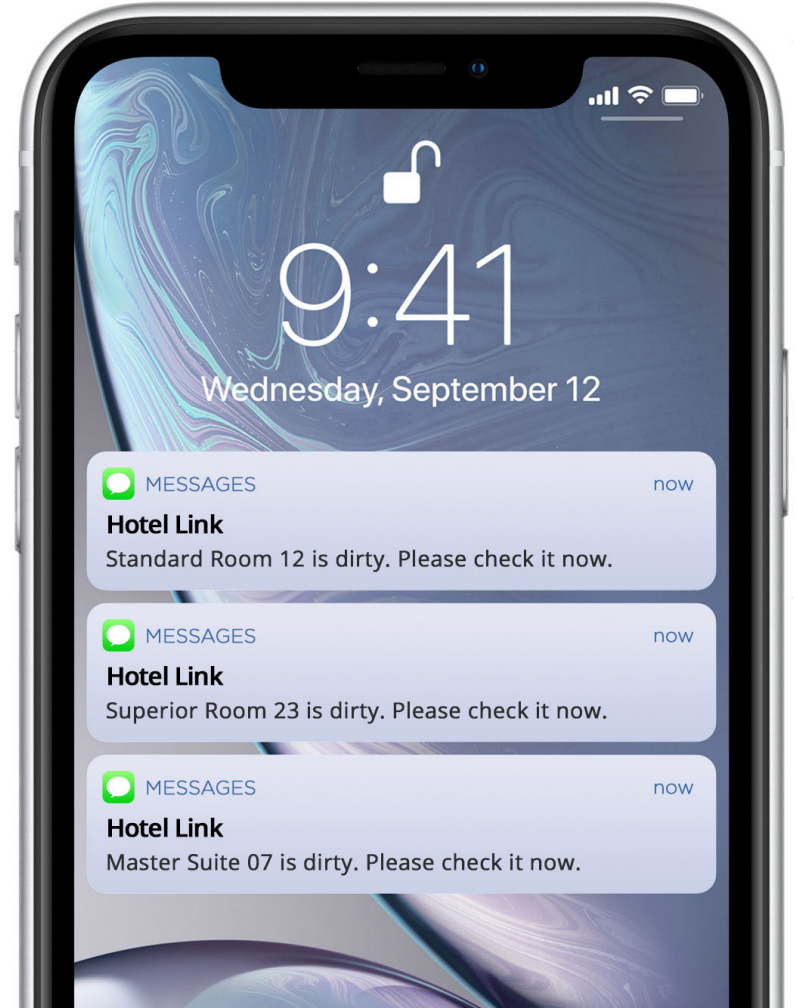 9:41
Wednesday, September 12
MESSAGES now
Hotel Link
Standard Room 12 is dirty. Please check it now.
MESSAGES now
Hotel Link
Superior Room 23 is dirty. Please check it now.
MESSAGES now
Hotel Link
Master Suite 07 is dirty. Please check it now.